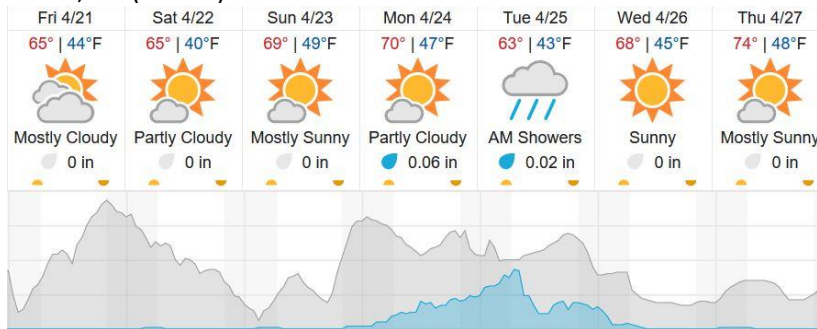 Fri 4/21 Sat 4/22 Sun 4/23 Mon 4/24 Tue 4/25 Wed 4/26 Thu 4/27
65° | 44°F 65° | 40°F 69° | 49°F 70° | 47°F 63° | 43°F 68° | 45°F 74° | 48°F
Mostly Cloudy Partly Cloudy Mostly Sunny Partly Cloudy AM Showers Sunny Mostly Sunny
0 in 0 in 0 in 0.06 in 0.02 in 0 in 0 in